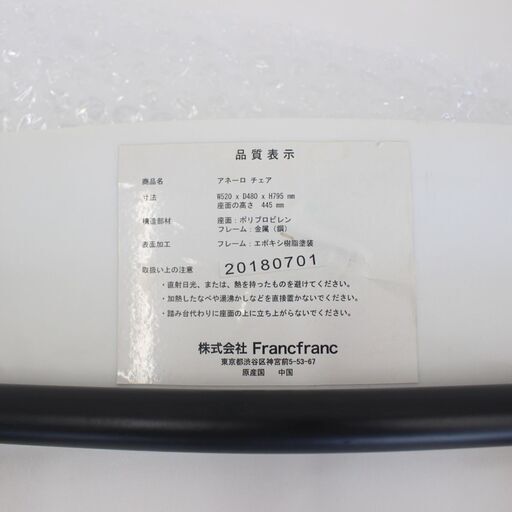 品質表示
商品名 アネーロ チェア
寸法 W520 x D480 x H795 mm
座面の高さ 445 mm
構造部材 座面：ポリプロピレン
フレーム：金属（鋼）
表面加工 フレーム：エポキシ樹脂塗装
取扱い上の注意 20180701
・直射日光、または、熱を持ったものを避けてください。
・加熱したなべや湯沸かしなどを直接置かないでください。
・踏み台代わりに座面の上に立ち上がらないでください。
株式会社 Francfranc
東京都渋谷区神宮前5-53-67
原産国 中国